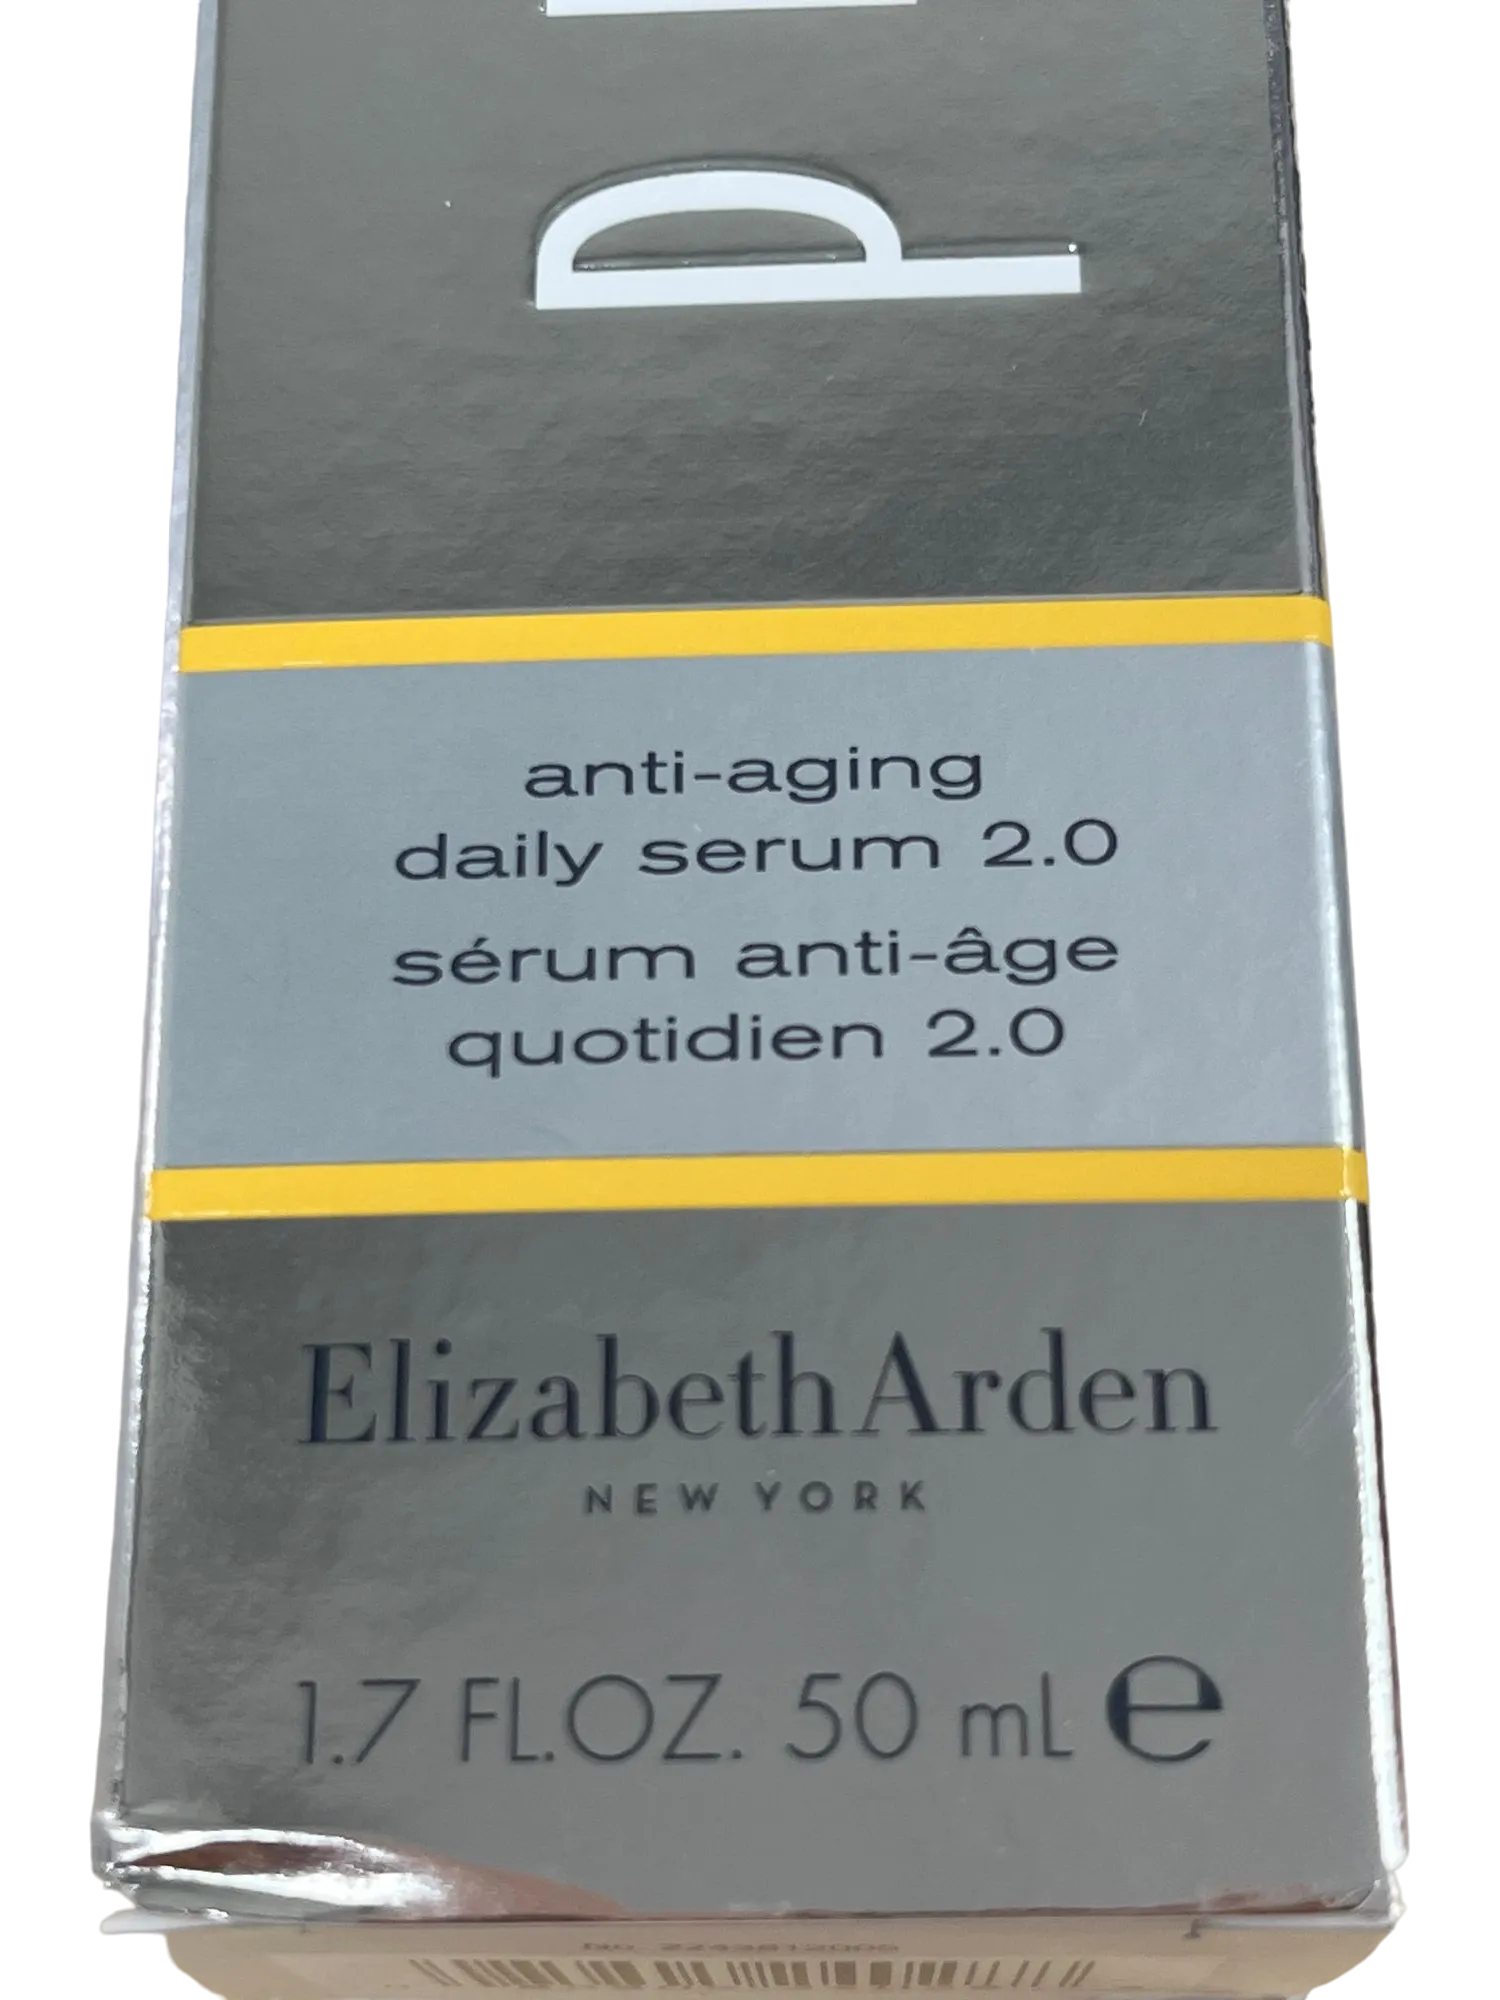 P
anti-aging
daily serum 2.0
sérum anti-âge
quotidien 2.0
Elizabeth Arden
NEW YORK
1.7 FL.OZ. 50 mL e